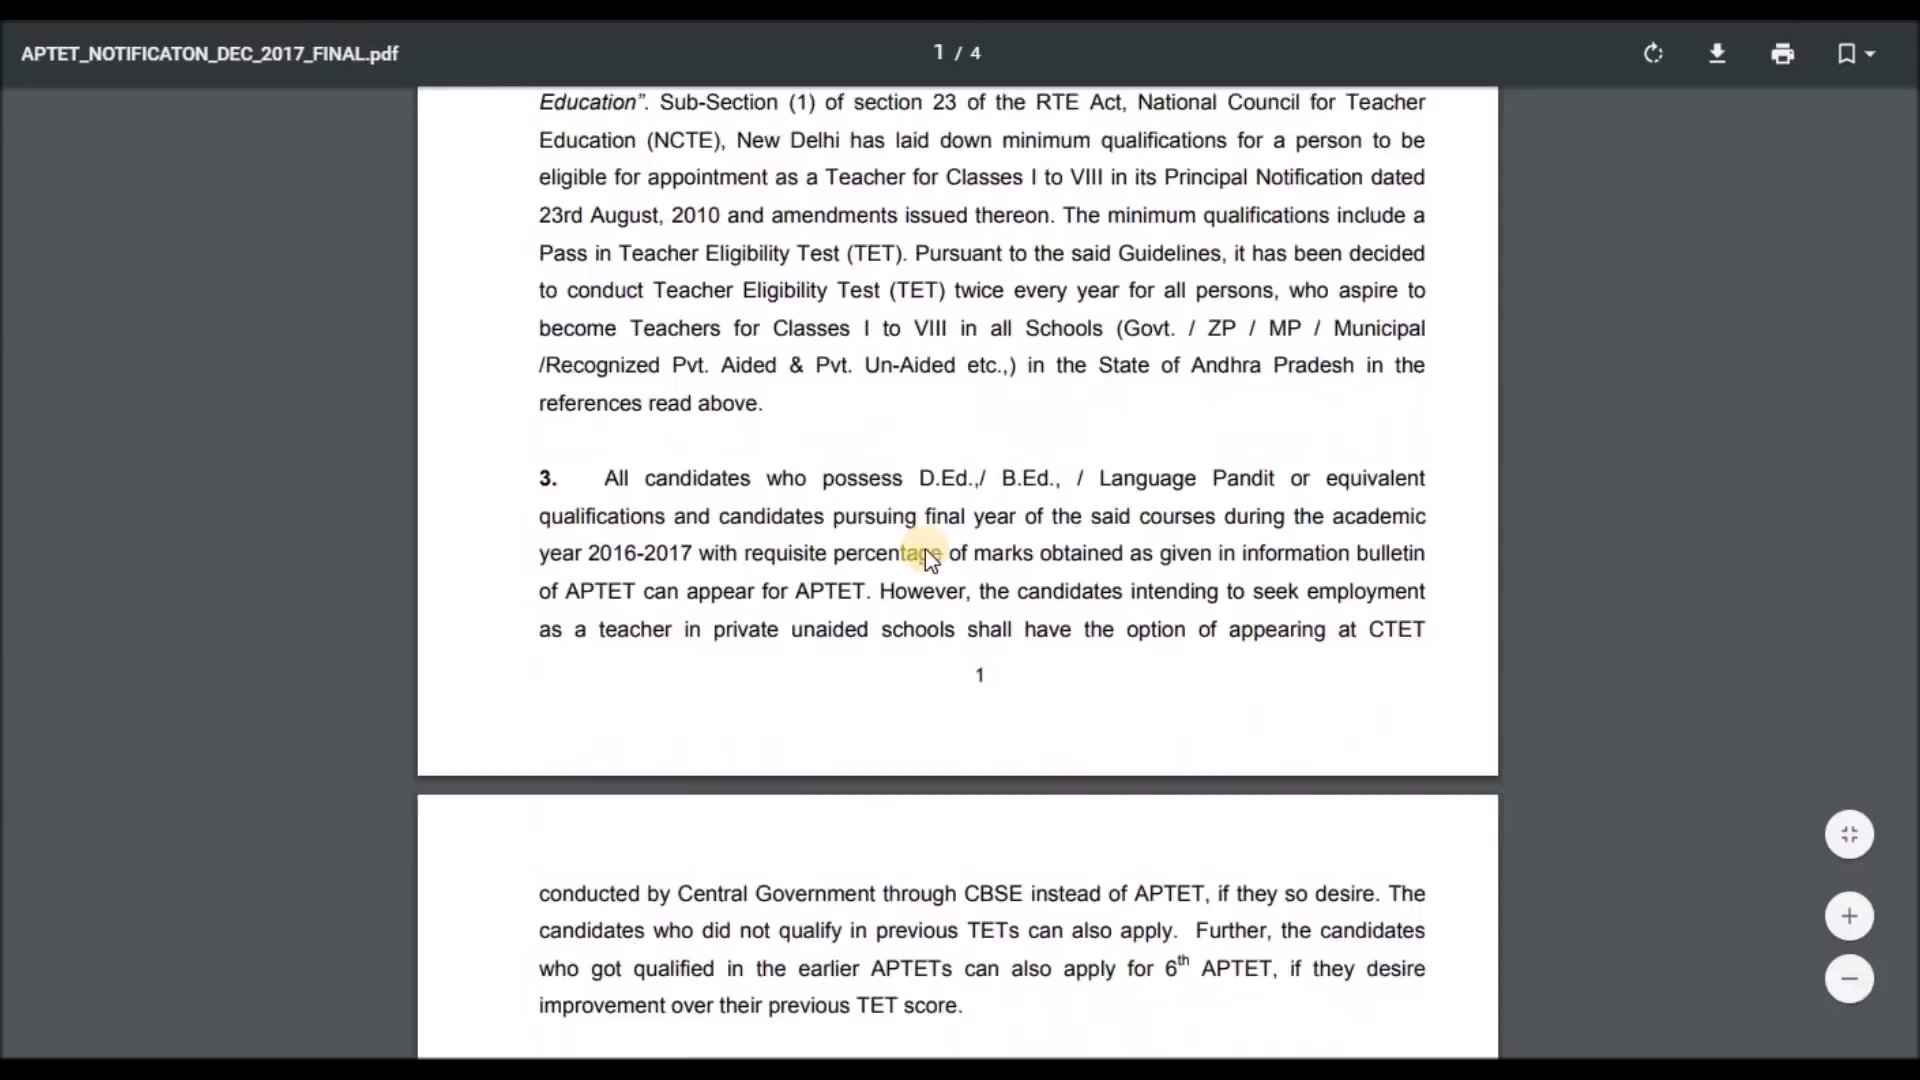 APTET_NOTIFICATON_DEC_2017_FINAL.pdf
1 / 4
Education”. Sub-Section (1) of section 23 of the RTE Act, National Council for Teacher
Education (NCTE), New Delhi has laid down minimum qualifications for a person to be
eligible for appointment as a Teacher for Classes I to VIII in its Principal Notification dated
23rd August, 2010 and amendments issued thereon. The minimum qualifications include a
Pass in Teacher Eligibility Test (TET). Pursuant to the said Guidelines, it has been decided
to conduct Teacher Eligibility Test (TET) twice every year for all persons, who aspire to
become Teachers for Classes I to VIII in all Schools (Govt. / ZP / MP / Municipal
/Recognized Pvt. Aided & Pvt. Un-Aided etc.,) in the State of Andhra Pradesh in the
references read above.
3. All candidates who possess D.Ed.,/ B.Ed., / Language Pandit or equivalent
qualifications and candidates pursuing final year of the said courses during the academic
year 2016-2017 with requisite percentage of marks obtained as given in information bulletin
of APTET can appear for APTET. However, the candidates intending to seek employment
as a teacher in private unaided schools shall have the option of appearing at CTET
1
conducted by Central Government through CBSE instead of APTET, if they so desire. The
candidates who did not qualify in previous TETs can also apply. Further, the candidates
who got qualified in the earlier APTETs can also apply for 6th APTET, if they desire
improvement over their previous TET score.